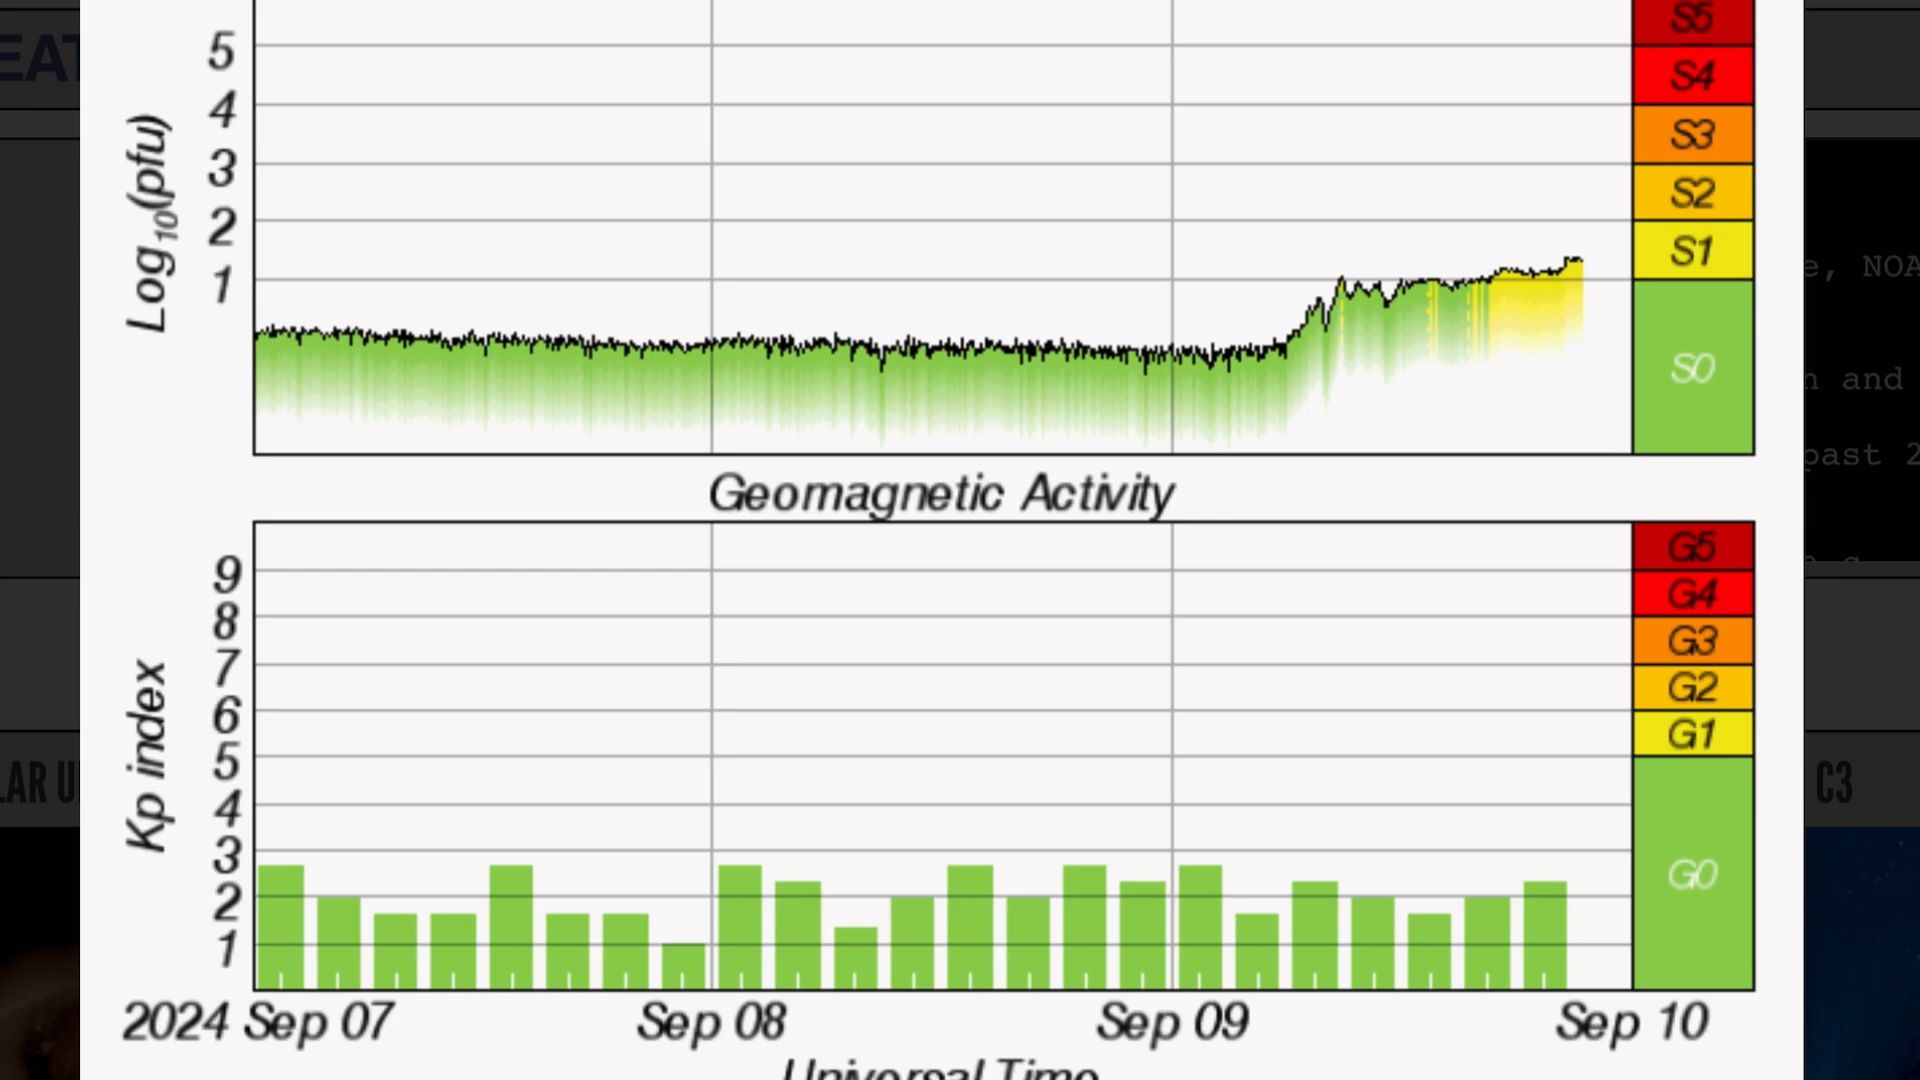 S5
5
S4
4
S3
3
S2
2
S1
1
S0
Log10(pfu)
Geomagnetic Activity
G5
9
G4
8
G3
7
G2
6
G1
5
4
3
G0
2
1
Kp index
2024 Sep 07
Sep 08
Sep 09
Sep 10
Universal Time
EAT
e, NOA
n and
past 2
LAR U
C3